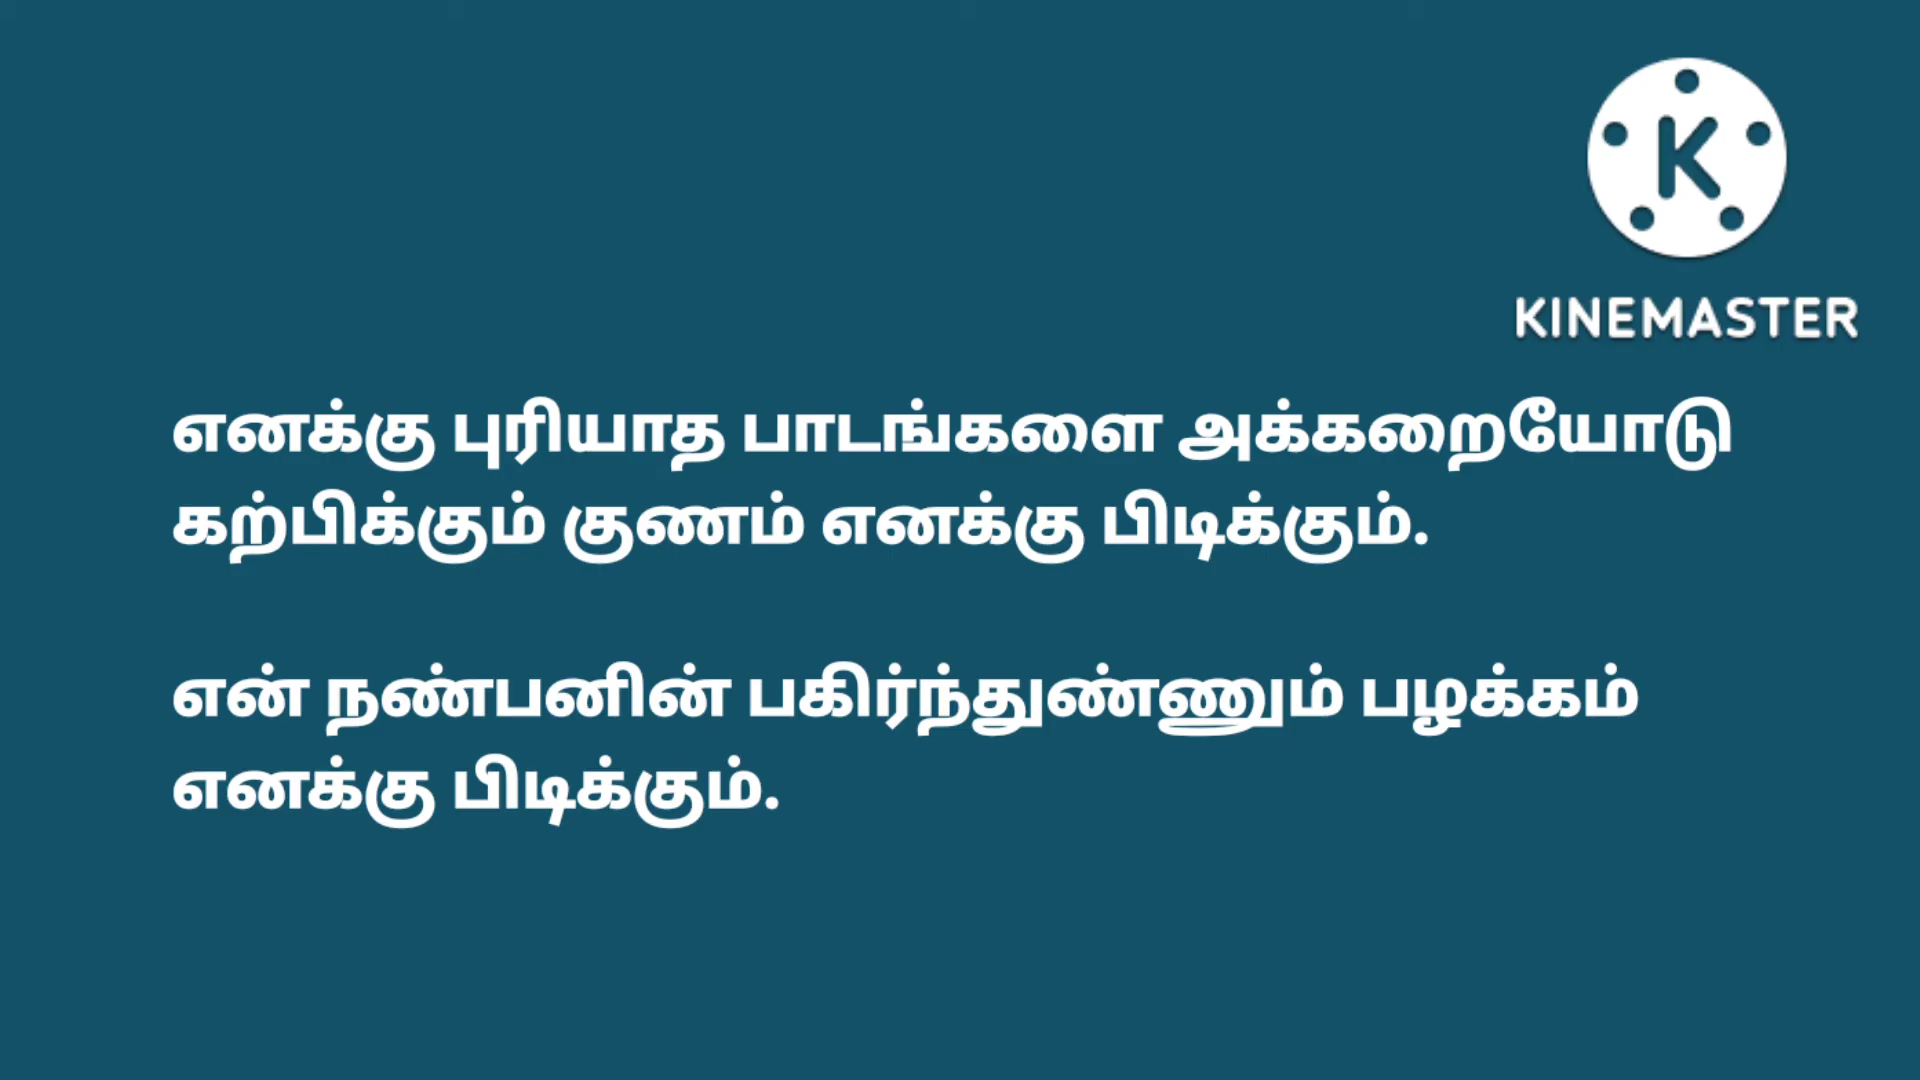 K
KINEMASTER
எனக்கு புரியாத பாடங்களை அக்கறையோடு
கற்பிக்கும் குணம் எனக்கு பிடிக்கும்.
என் நண்பனின் பகிர்ந்துண்ணும் பழக்கம்
எனக்கு பிடிக்கும்.